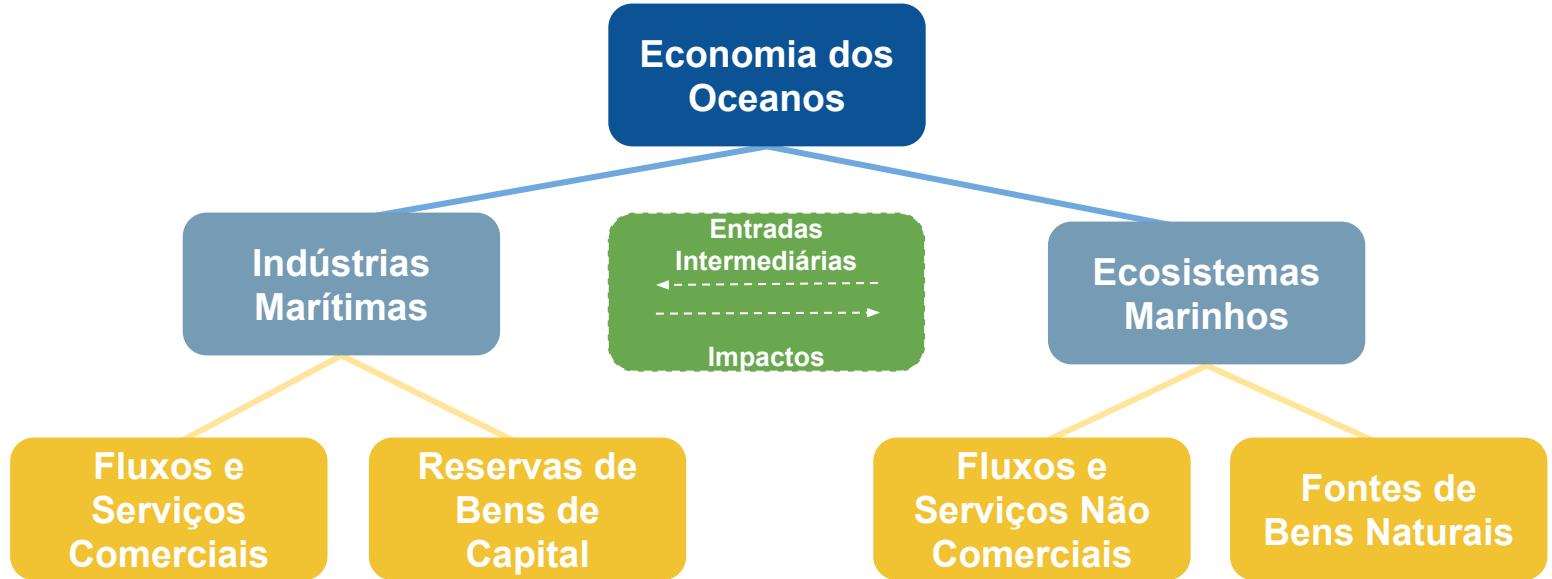 Economia dos
Oceanos
Indústrias
Marítimas
Entradas
Intermediárias
Impactos
Ecosistemas
Marinhos
Fluxos e
Serviços
Comerciais
Reservas de
Bens de
Capital
Fluxos e
Serviços Não
Comerciais
Fontes de
Bens Naturais